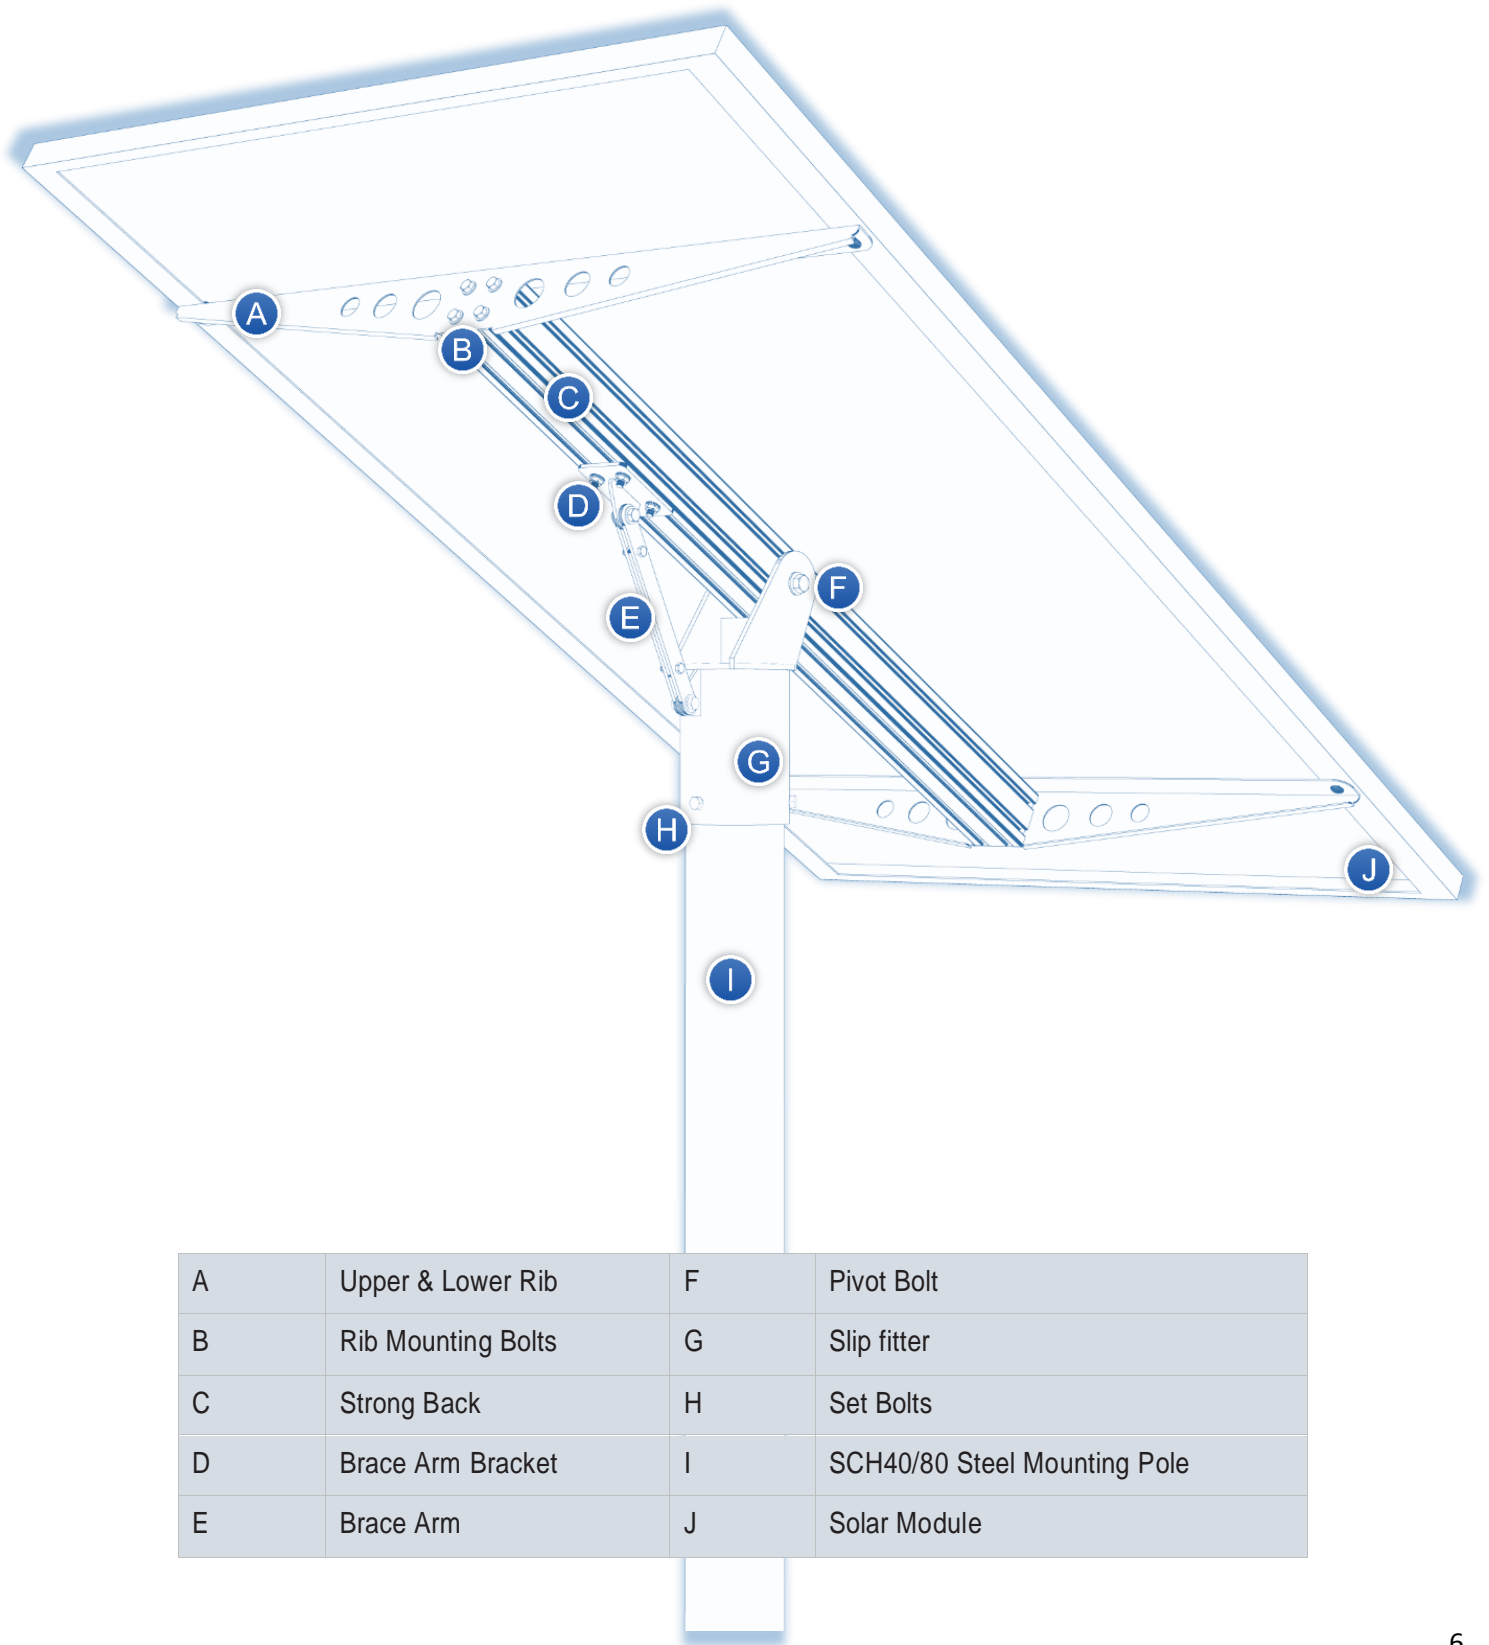 A
B
C
D
F
E
G
H
J
I
A Upper & Lower Rib F Pivot Bolt
B Rib Mounting Bolts G Slip fitter
C Strong Back H Set Bolts
D Brace Arm Bracket I SCH40/80 Steel Mounting Pole
E Brace Arm J Solar Module
6